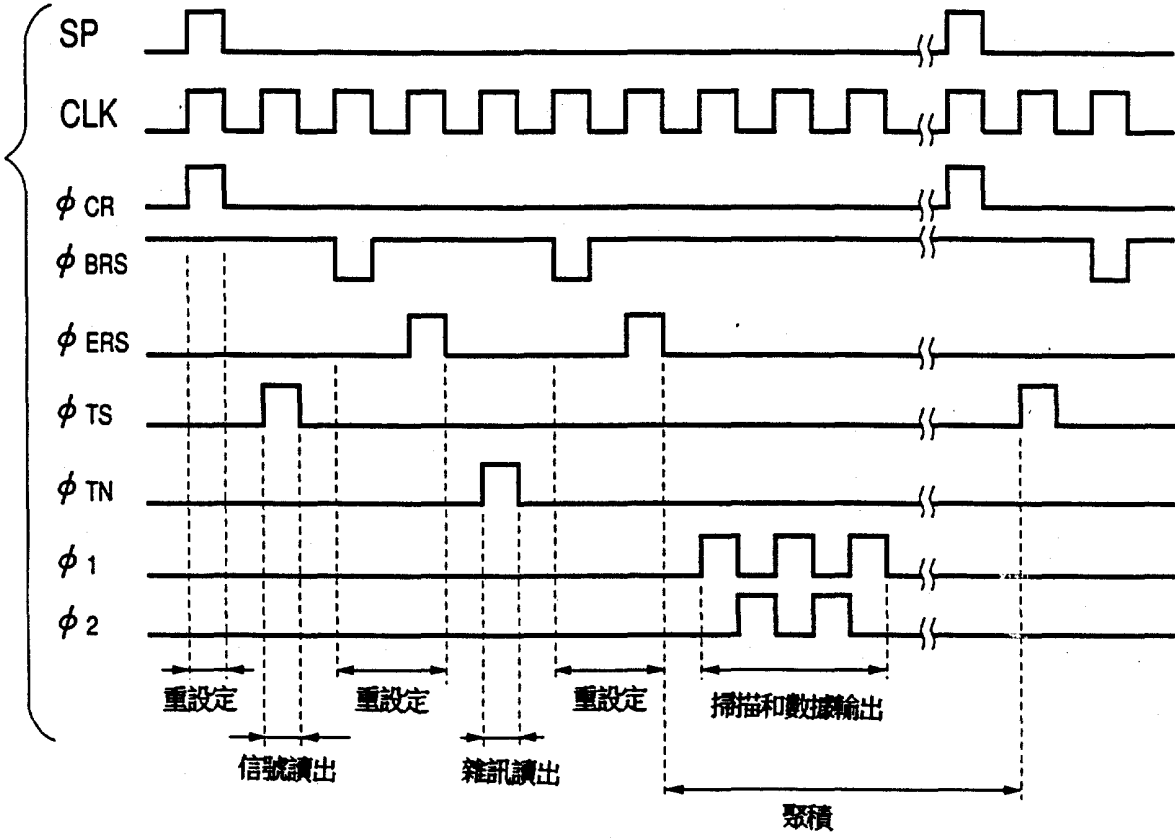 SP
CLK
ϕ CR
ϕ BRS
ϕ ERS
ϕ TS
ϕ TN
ϕ 1
ϕ 2
重設定
重設定
重設定
掃描和數據輸出
信號讀出
雜訊讀出
聚積